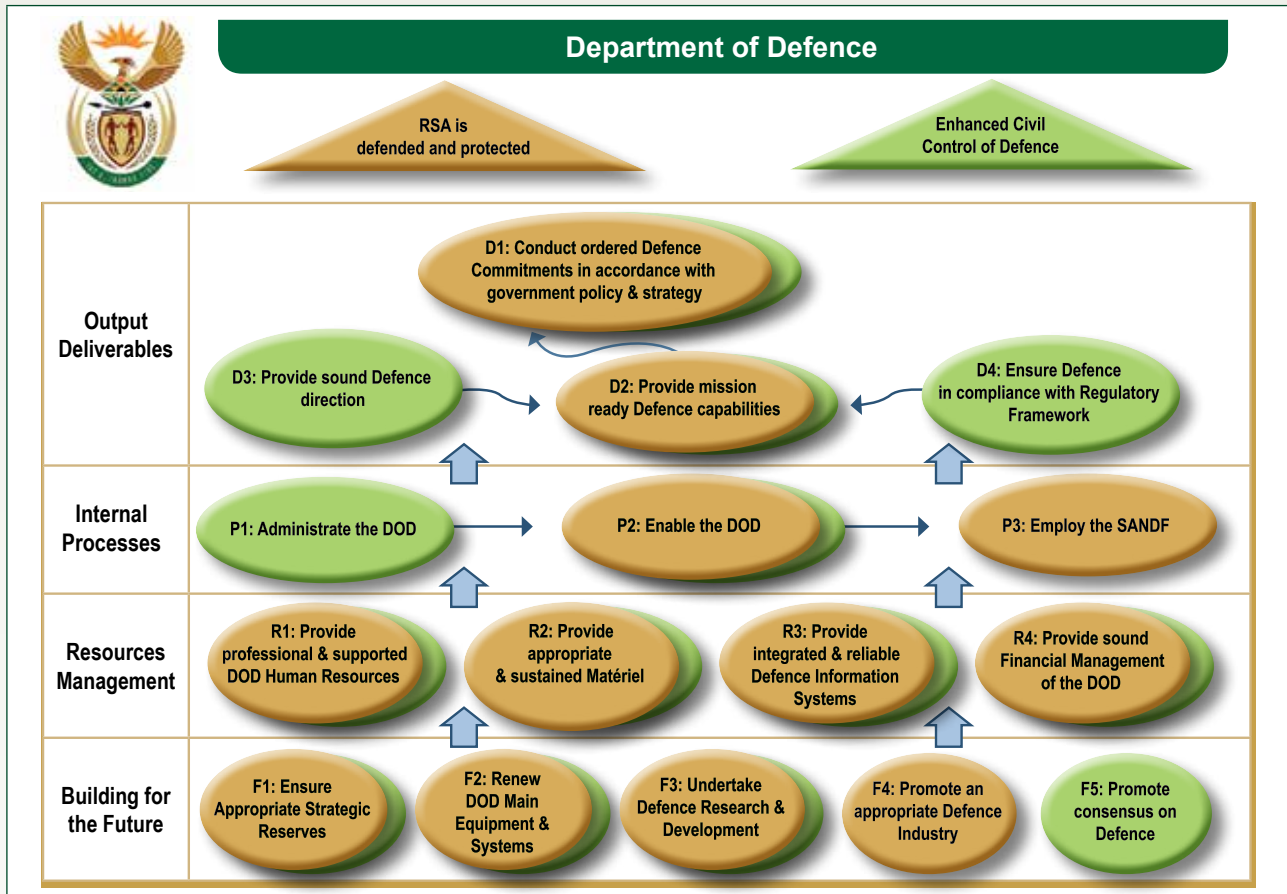 Department of Defence
RSA is
defended and protected
Enhanced Civil
Control of Defence
Output
Deliverables
D1: Conduct ordered Defence
Commitments in accordance with
government policy & strategy
D3: Provide sound Defence
direction
D2: Provide mission
ready Defence capabilities
D4: Ensure Defence
in compliance with Regulatory
Framework
Internal
Processes
P1: Administrate the DOD
P2: Enable the DOD
P3: Employ the SANDF
Resources
Management
R1: Provide
professional & supported
DOD Human Resources
R2: Provide
appropriate
& sustained Matériel
R3: Provide
integrated & reliable
Defence Information
Systems
R4: Provide sound
Financial Management
of the DOD
Building for
the Future
F1: Ensure
Appropriate Strategic
Reserves
F2: Renew
DOD Main
Equipment &
Systems
F3: Undertake
Defence Research &
Development
F4: Promote an
appropriate Defence
Industry
F5: Promote
consensus on
Defence